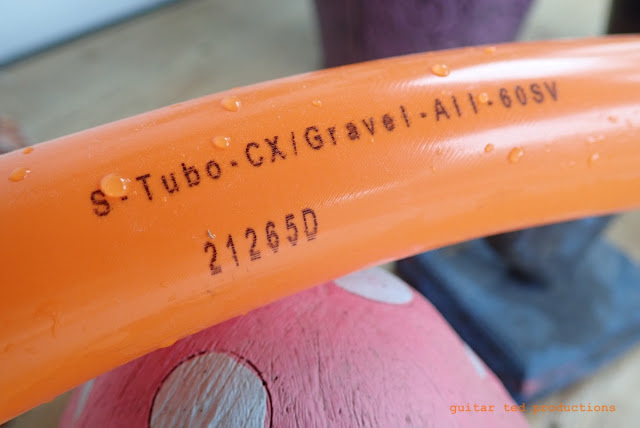 S-Tubo-CX/Gravel-All-60SV
21265D
guitar ted productions